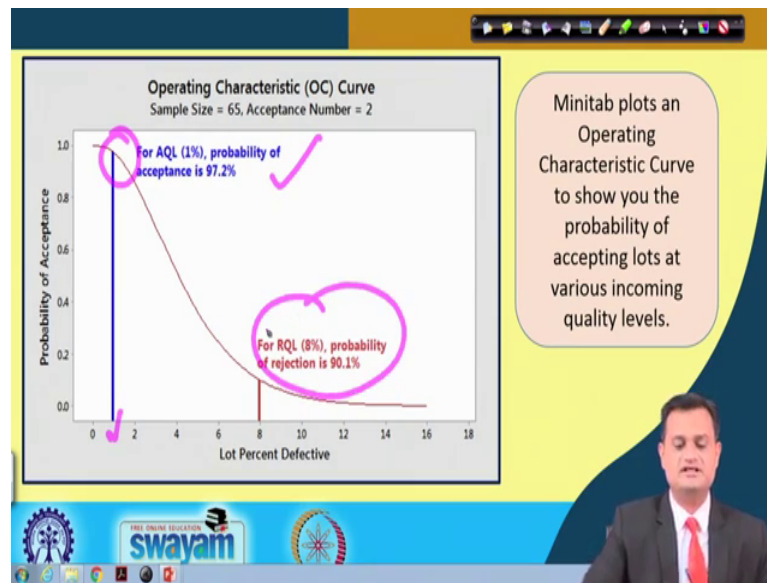 Operating Characteristic (OC) Curve
Sample Size = 65, Acceptance Number = 2
Probability of Acceptance
1.0
0.8
0.6
0.4
0.2
0.0
For AQL (1%), probability of
acceptance is 97.2%
For RQL (8%), probability
of rejection is 90.1%
0 2 4 6 8 10 12 14 16 18
Lot Percent Defective
Minitab plots an
Operating
Characteristic Curve
to show you the
probability of
accepting lots at
various incoming
quality levels.
FREE ONLINE EDUCATION
swayam